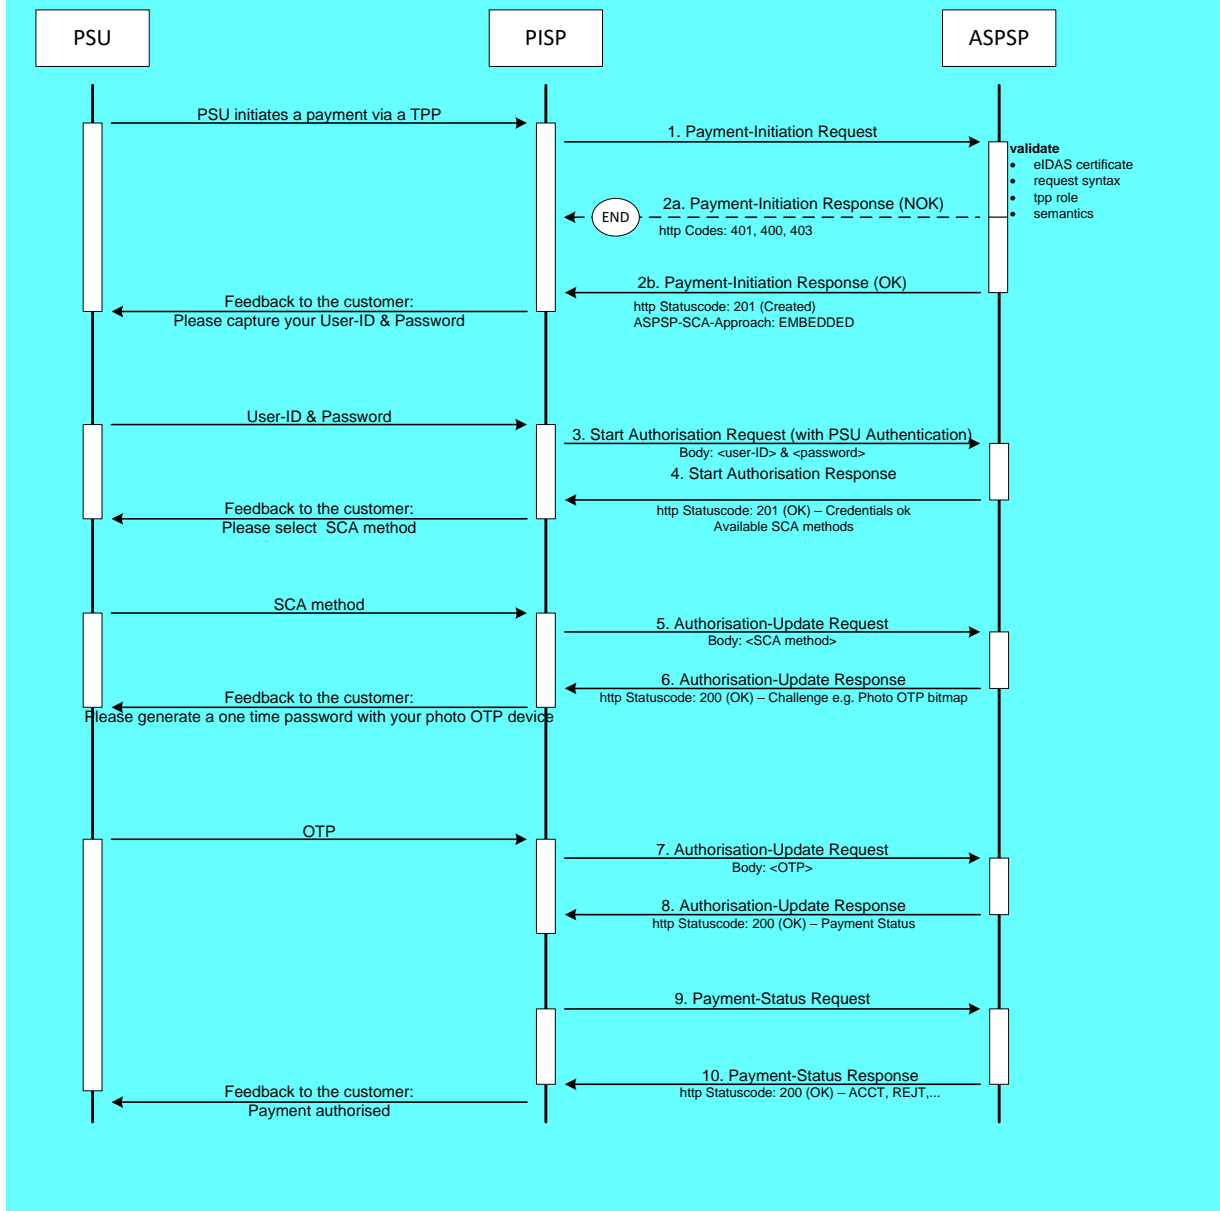 PSU
PISP
ASPSP
PSU initiates a payment via a TPP
1. Payment-Initiation Request
validate
• eIDAS certificate
• request syntax
• tpp role
• semantics
2a. Payment-Initiation Response (NOK)
END
http Codes: 401, 400, 403
2b. Payment-Initiation Response (OK)
http Statuscode: 201 (Created)
ASPSP-SCA-Approach: EMBEDDED
Feedback to the customer:
Please capture your User-ID & Password
User-ID & Password
3. Start Authorisation Request (with PSU Authentication)
Body: <user-ID> & <password>
4. Start Authorisation Response
http Statuscode: 201 (OK) – Credentials ok
Available SCA methods
Feedback to the customer:
Please select  SCA method
SCA method
5. Authorisation-Update Request
Body: <SCA method>
6. Authorisation-Update Response
http Statuscode: 200 (OK) – Challenge e.g. Photo OTP bitmap
Feedback to the customer:
Please generate a one time password with your photo OTP device
OTP
7. Authorisation-Update Request
Body: <OTP>
8. Authorisation-Update Response
http Statuscode: 200 (OK) – Payment Status
9. Payment-Status Request
10. Payment-Status Response
http Statuscode: 200 (OK) – ACCT, REJT,...
Feedback to the customer:
Payment authorised